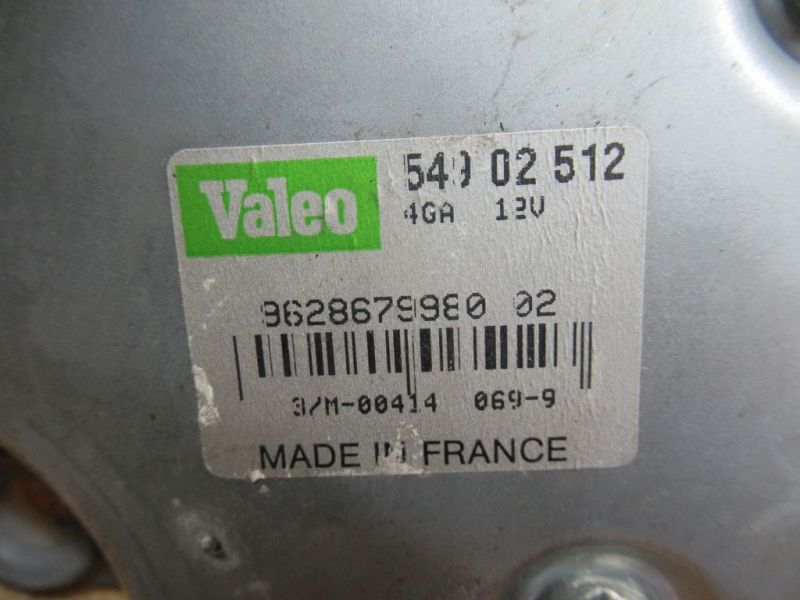 Valeo
549 02 512
4GA 12V
9628679980 02
3/M-00414 069-9
MADE IN FRANCE